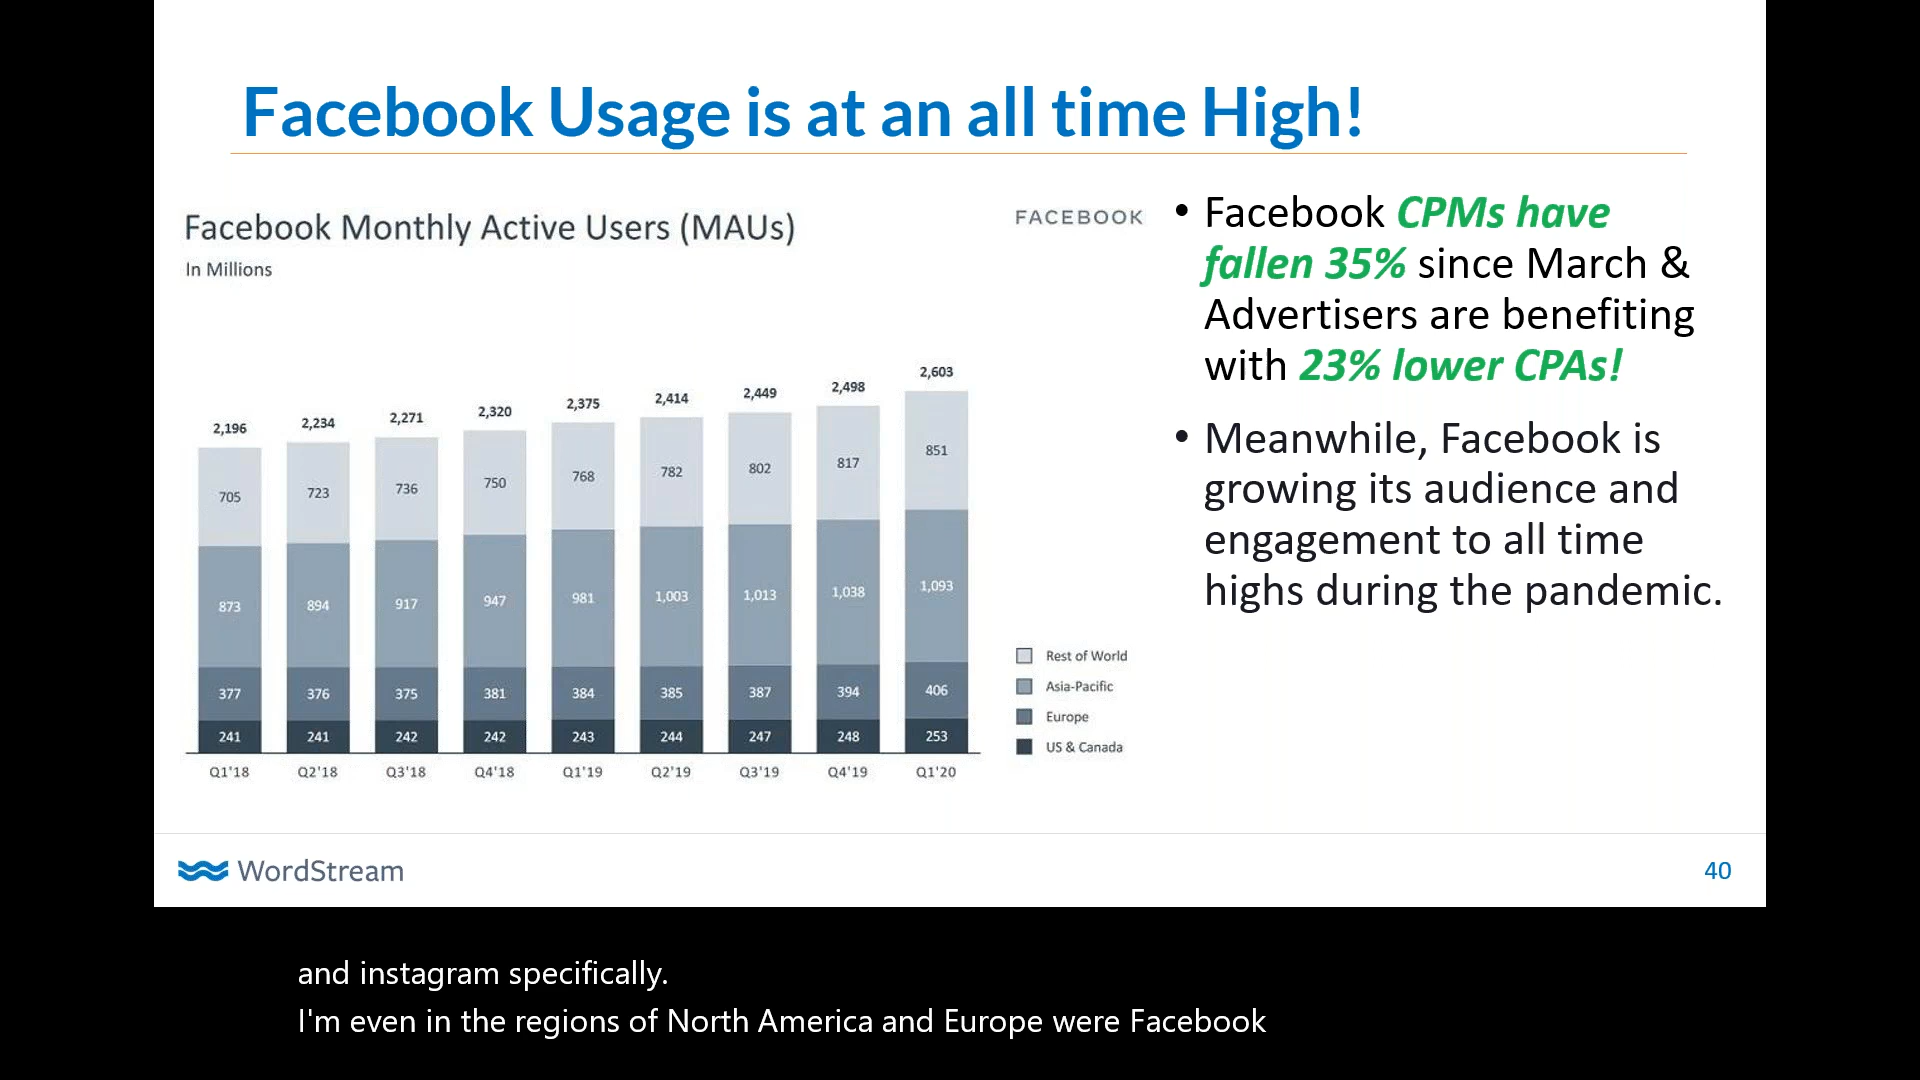 Facebook Usage is at an all time High!
Facebook Monthly Active Users (MAUs)
In Millions
FACEBOOK
2,196 2,234 2,271 2,320 2,375 2,414 2,449 2,498 2,603
705 723 736 750 768 782 802 817 851
873 894 917 947 981 1,003 1,013 1,038 1,093
377 376 375 381 384 385 387 394 406
241 241 242 242 243 244 247 248 253
Q1'18 Q2'18 Q3'18 Q4'18 Q1'19 Q2'19 Q3'19 Q4'19 Q1'20
Rest of World
Asia-Pacific
Europe
US & Canada
• Facebook CPMs have
fallen 35% since March &
Advertisers are benefiting
with 23% lower CPAs!
• Meanwhile, Facebook is
growing its audience and
engagement to all time
highs during the pandemic.
WordStream
40
and instagram specifically.
I'm even in the regions of North America and Europe were Facebook